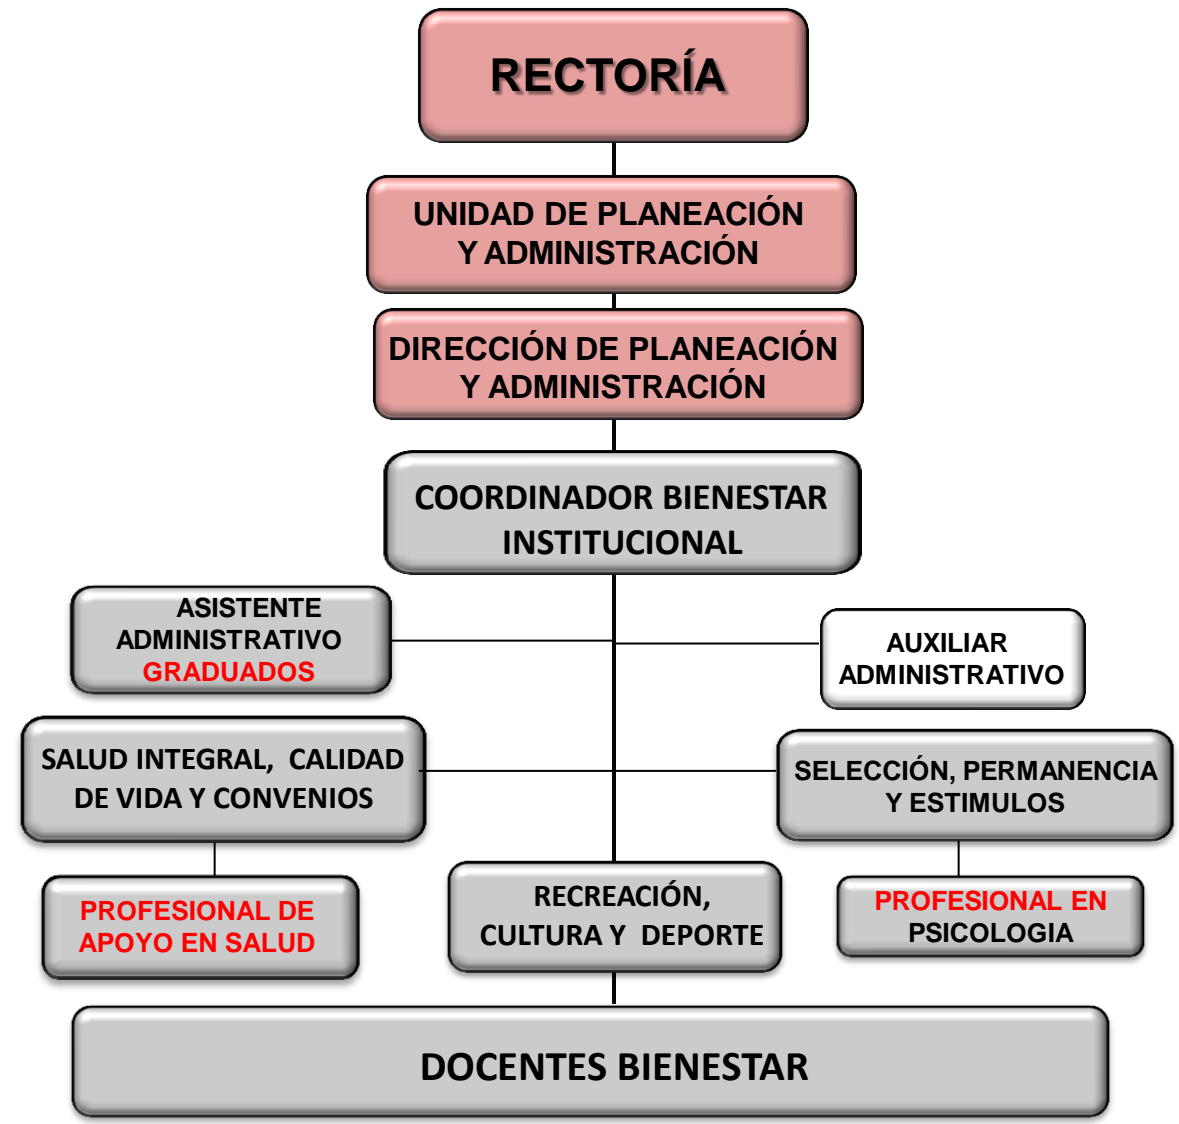 RECTORÍA
UNIDAD DE PLANEACIÓN
Y ADMINISTRACIÓN
DIRECCIÓN DE PLANEACIÓN
Y ADMINISTRACIÓN
COORDINADOR BIENESTAR
INSTITUCIONAL
ASISTENTE
ADMINISTRATIVO
GRADUADOS
AUXILIAR
ADMINISTRATIVO
SALUD INTEGRAL, CALIDAD
DE VIDA Y CONVENIOS
SELECCIÓN, PERMANENCIA
Y ESTIMULOS
PROFESIONAL DE
APOYO EN SALUD
RECREACIÓN,
CULTURA Y DEPORTE
PROFESIONAL EN
PSICOLOGIA
DOCENTES BIENESTAR